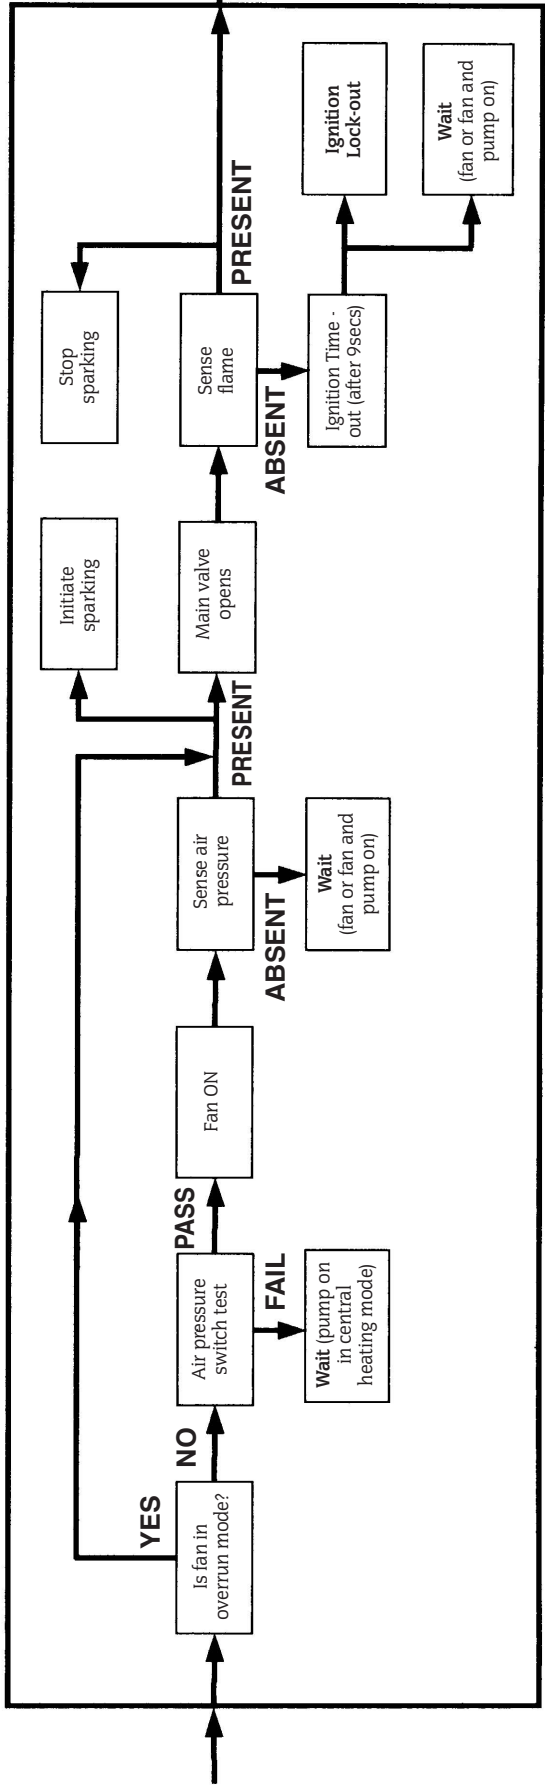 Is fan in
overrun mode?
YES
NO
Air pressure
switch test
PASS
FAIL
Wait (pump on
in central
heating mode)
Fan ON
Sense air
pressure
ABSENT
Wait
(fan or fan and
pump on)
PRESENT
Initiate
sparking
Main valve
opens
Sense
flame
ABSENT
Ignition Time -
out (after 9secs)
PRESENT
Stop
sparking
Ignition
Lock-out
Wait
(fan or fan and
pump on)